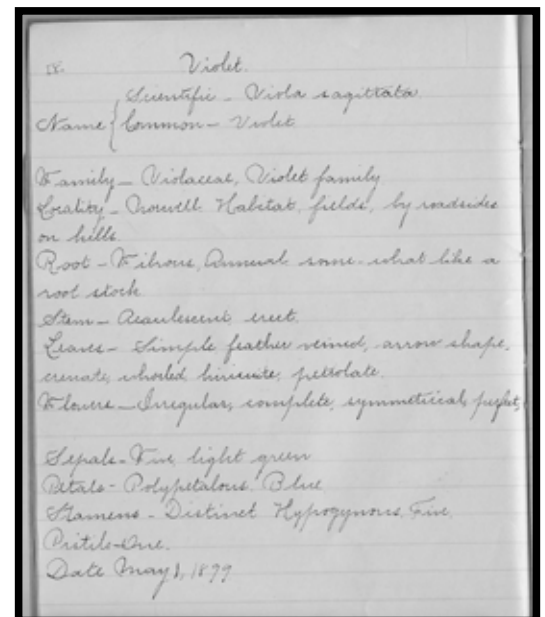 18. Violet.
Scientific - Viola sagittata
Name { Common - Violet
Family - Violaceae, Violet family
Locality - Norwell. Habitat, fields, by roadsides
on hills.
Root - Fibrous, Annual some-what like a
root stock
Stem - Acaulescent, erect.
Leaves - Simple feather veined, arrow shape,
crenate, whorled, hirsute, petiolate.
Flowers - Irregular, complete, symmetrical, perfect,
Sepals - Five, light green
Petals - Polypetalous. Blue
Stamens - Distinct Hypogynous. Five.
Pistils - One.
Date May 1, 1899